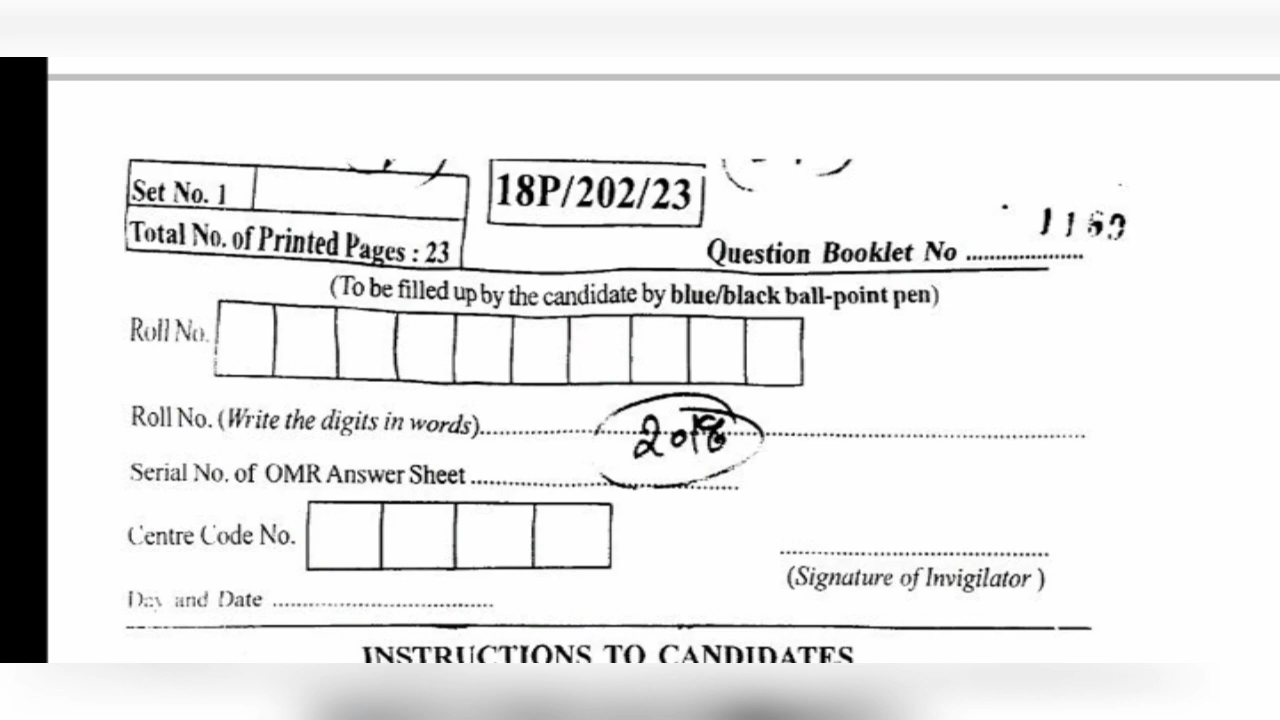 Set No. 1
18P/202/23
Total No. of Printed Pages : 23
Question Booklet No ....................
(To be filled up by the candidate by blue/black ball-point pen)
Roll No.
Roll No. (Write the digits in words)....................
2018
Serial No. of OMR Answer Sheet ....................
Centre Code No.
(Signature of Invigilator )
Day and Date ....................
INSTRUCTIONS TO CANDIDATES